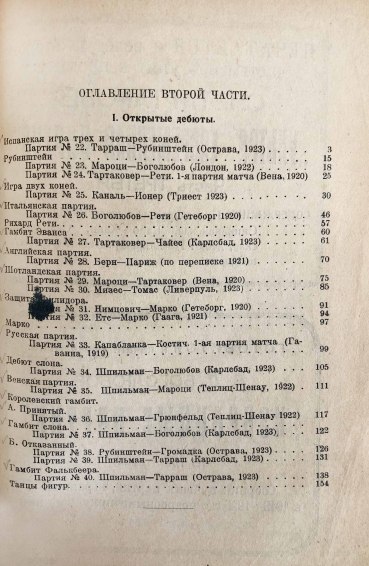 ОГЛАВЛЕНИЕ ВТОРОЙ ЧАСТИ.
I. Открытые дебюты.
Испанская игра трех и четырех коней.
Партия № 22. Тарраш—Рубинштейн (Острава, 1923) 3
Рубинштейн 15
Партия № 23. Мароци—Боголюбов (Лондон, 1922) 18
Партия № 24. Тартаковер—Рети. 1-я партия матча (Вена, 1920) 25
Игра двух коней.
Партия № 25. Каналь—Ионер (Триест 1923) 30
Итальянская партия.
Партия № 26. Боголюбов—Рети (Гетеборг 1920) 46
Рихард Рети. 57
Гамбит Эванса 60
Партия № 27. Тартаковер—Чайес (Карлсбад, 1923) 61
Английская партия.
Партия № 28. Берн—Париж (по переписке 1921) 70
Шотландская партия.
Партия № 29. Мароци—Тартаковер (Вена, 1920) 75
Партия № 30. Мизес—Томас (Ливерпуль, 1923) 85
Защита Филидора.
Партия № 31. Нимцович—Марко (Гетеборг, 1920) 91
Партия № 32. Етс—Марко (Гаага, 1921) 94
Марко 97
Русская партия.
Партия № 33. Капабланка—Костич. 1-ая партия матча (Гаванна, 1919) 99
Дебют слона.
Партия № 34. Шпильман—Боголюбов (Карлсбад, 1923) 105
Венская партия.
Партия № 35. Шпильман—Мароци (Теплиц-Шенау, 1922) 111
Королевский гамбит.
А. Принятый.
Партия № 36. Шпильман—Грюнфельд (Теплиц-Шенау 1922) 117
Гамбит слона.
Партия № 37. Шпильман—Боголюбов (Карлсбад, 1923) 122
Б. Отказанный.
Партия № 38. Рубинштейн—Громадка (Острава, 1923) 126
Партия № 39. Шпильман—Тарраш (Карлсбад, 1923) 131
Гамбит Фалькбеера.
Партия № 40. Шпильман—Тарраш (Острава, 1923) 138
Танцы фигур. 154